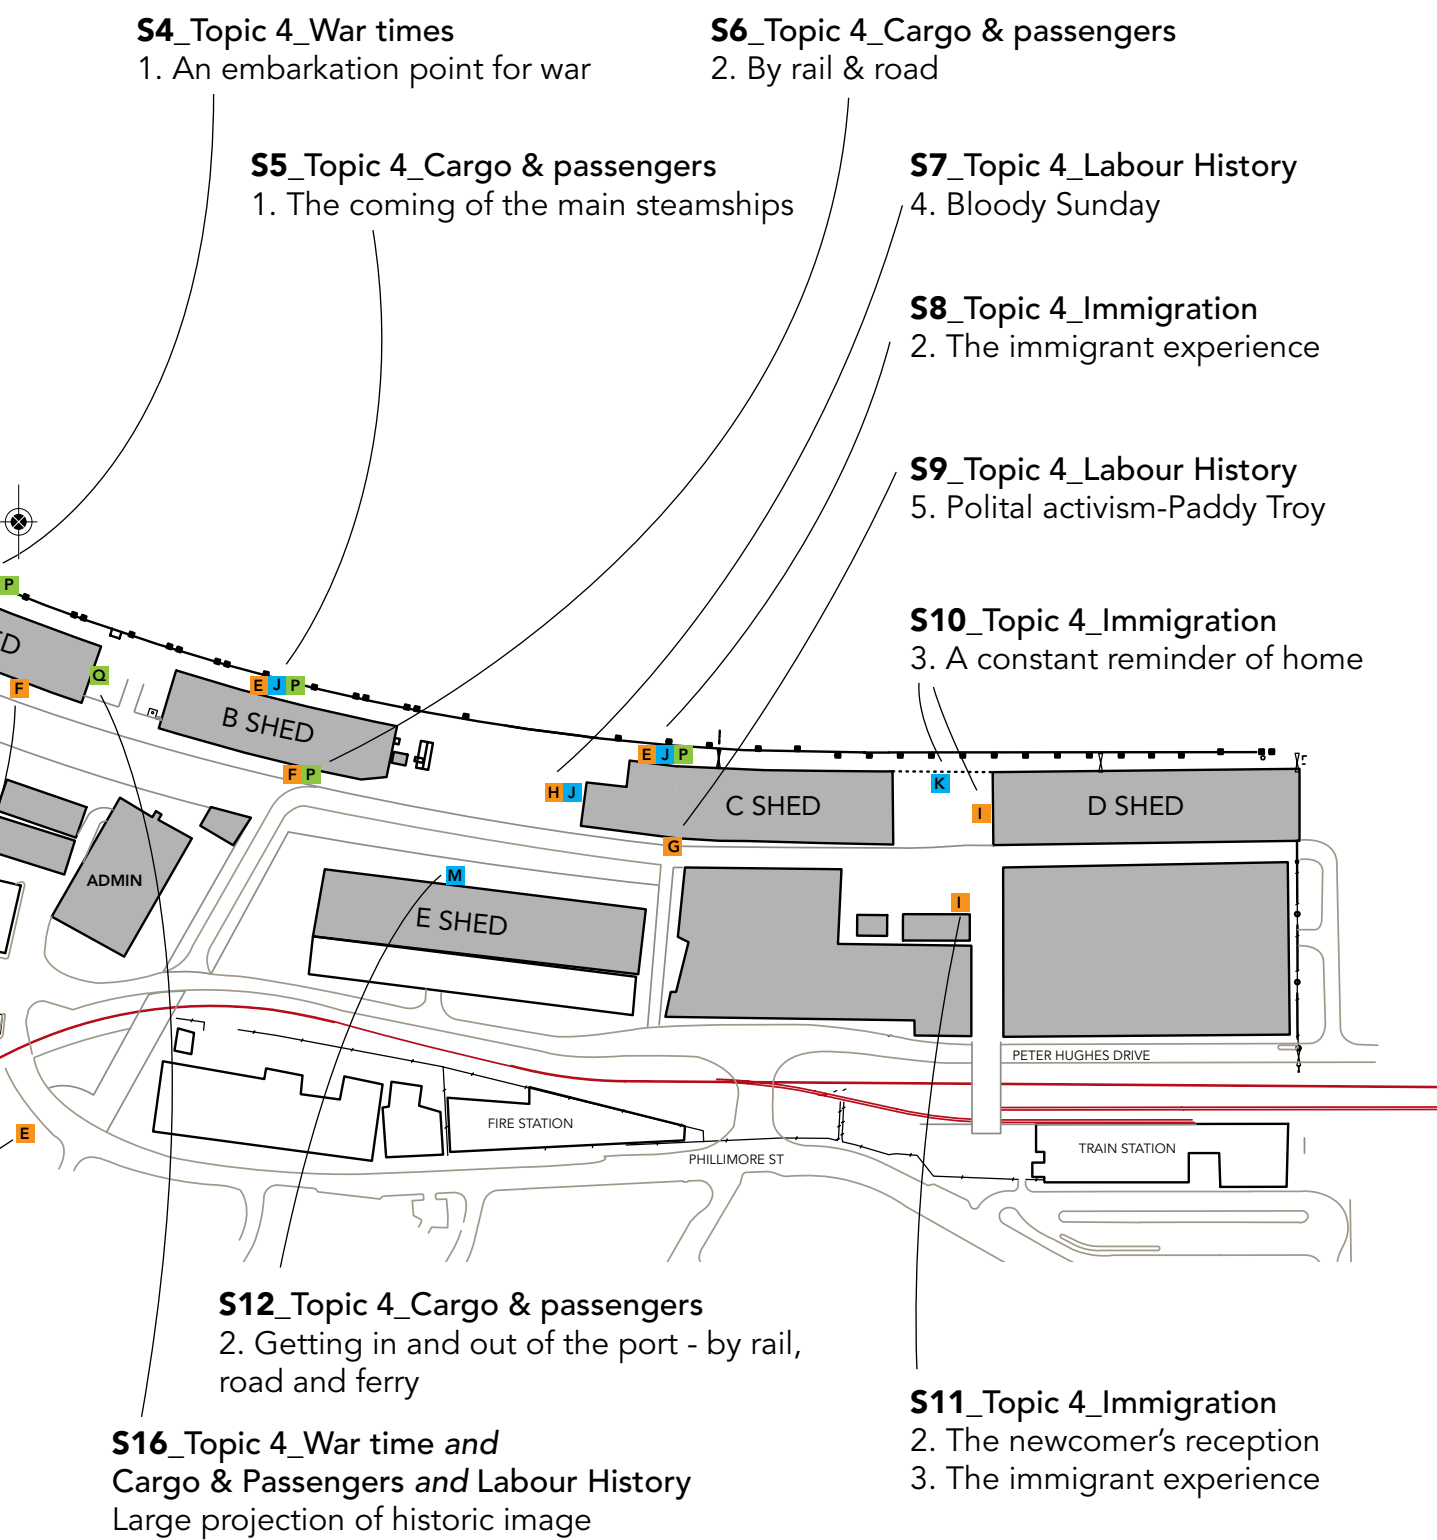 S4_Topic 4_War times
1. An embarkation point for war
S6_Topic 4_Cargo & passengers
2. By rail & road
S5_Topic 4_Cargo & passengers
1. The coming of the main steamships
S7_Topic 4_Labour History
4. Bloody Sunday
S8_Topic 4_Immigration
2. The immigrant experience
S9_Topic 4_Labour History
5. Polital activism-Paddy Troy
S10_Topic 4_Immigration
3. A constant reminder of home
P
ED
F
Q
E J P
B SHED
F P
E J P
H J
C SHED
G
K
I
D SHED
ADMIN
M
E SHED
I
PETER HUGHES DRIVE
E
FIRE STATION
PHILLIMORE ST
TRAIN STATION
S12_Topic 4_Cargo & passengers
2. Getting in and out of the port - by rail,
road and ferry
S11_Topic 4_Immigration
2. The newcomer's reception
3. The immigrant experience
S16_Topic 4_War time and
Cargo & Passengers and Labour History
Large projection of historic image